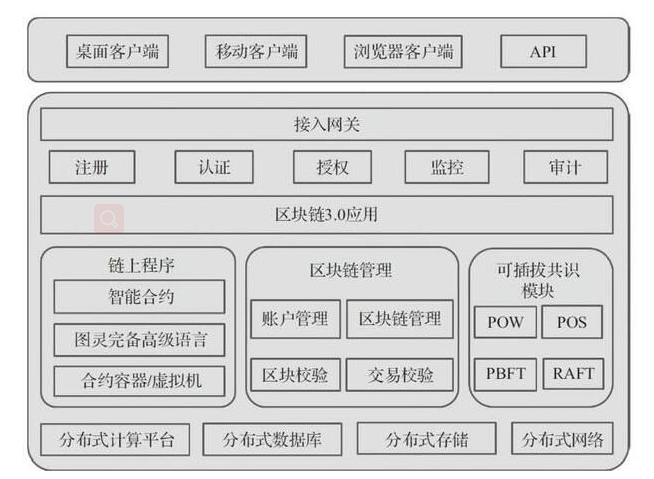 桌面客户端 移动客户端 浏览器客户端 API
接入网关
注册 认证 授权 监控 审计
区块链3.0应用
链上程序
智能合约
图灵完备高级语言
合约容器/虚拟机
区块链管理
账户管理 区块链管理
区块校验 交易校验
可插拔共识
模块
POW POS
PBFT RAFT
分布式计算平台 分布式数据库 分布式存储 分布式网络